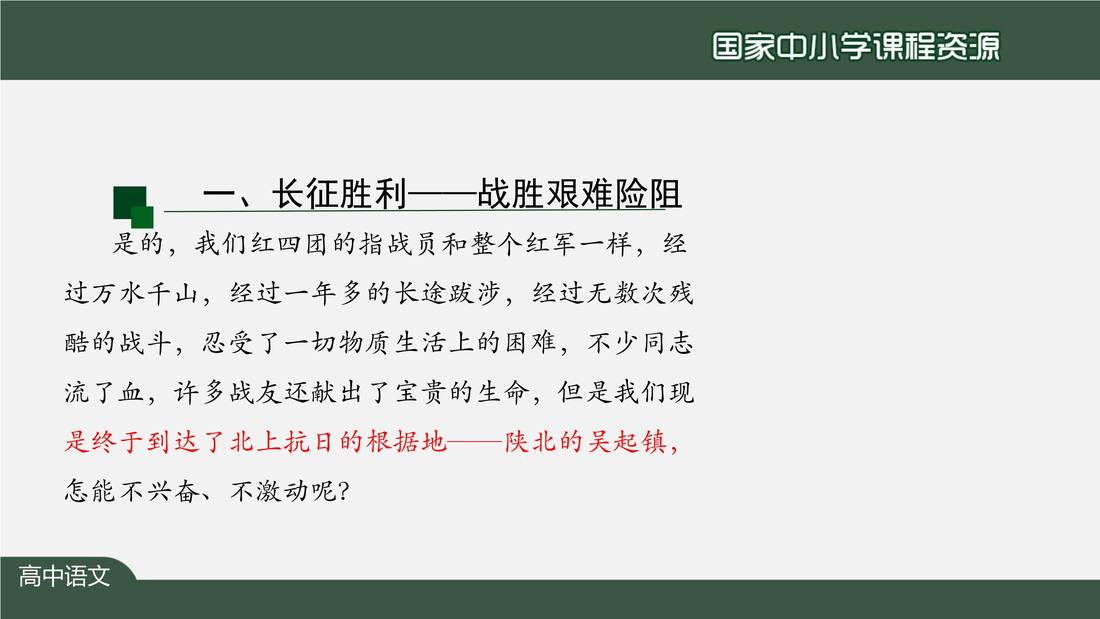 国家中小学课程资源
一、长征胜利——战胜艰难险阻
是的，我们红四团的指战员和整个红军一样，经
过万水千山，经过一年多的长途跋涉，经过无数次残
酷的战斗，忍受了一切物质生活上的困难，不少同志
流了血，许多战友还献出了宝贵的生命，但是我们现
是终于到达了北上抗日的根据地——陕北的吴起镇，
怎能不兴奋、不激动呢？
高中语文